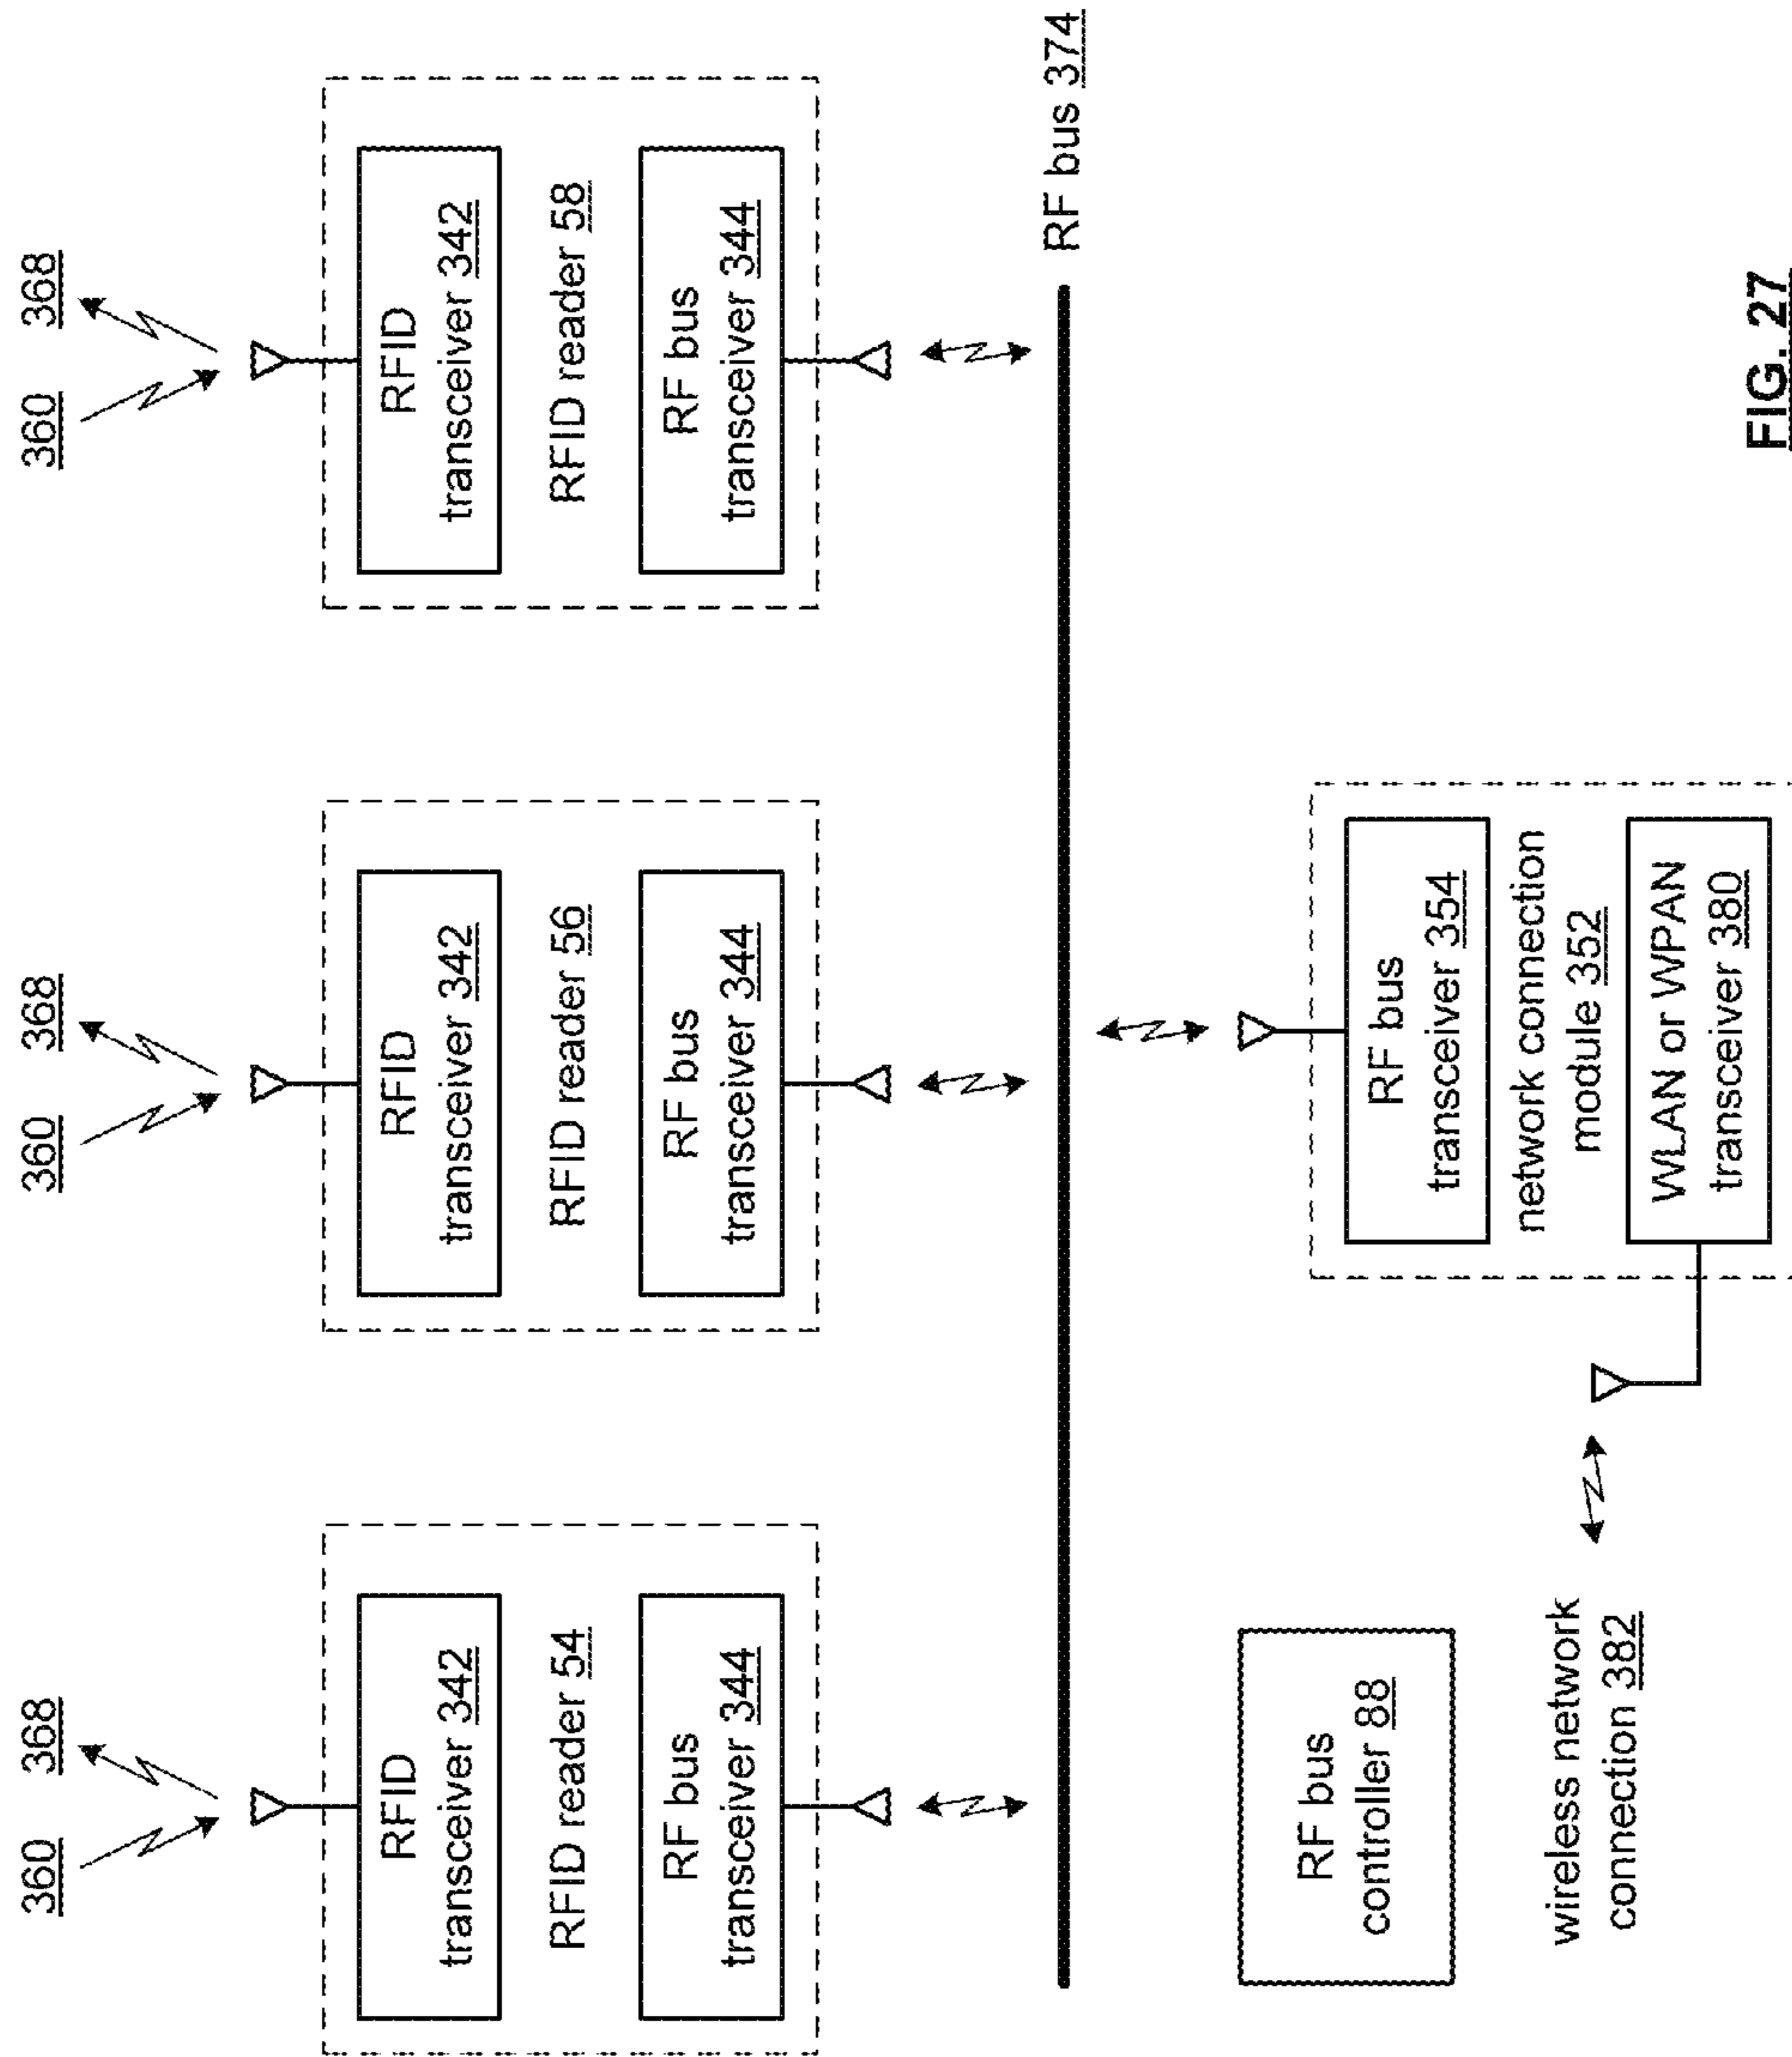 360 368
360 368
360 368
RFID
transceiver 342
RFID reader 54
RF bus
transceiver 344
RFID
transceiver 342
RFID reader 56
RF bus
transceiver 344
RFID
transceiver 342
RFID reader 58
RF bus
transceiver 344
RF bus 374
RF bus
controller 88
wireless network
connection 382
RF bus
transceiver 354
network connection
module 352
WLAN or WPAN
transceiver 380
FIG. 27